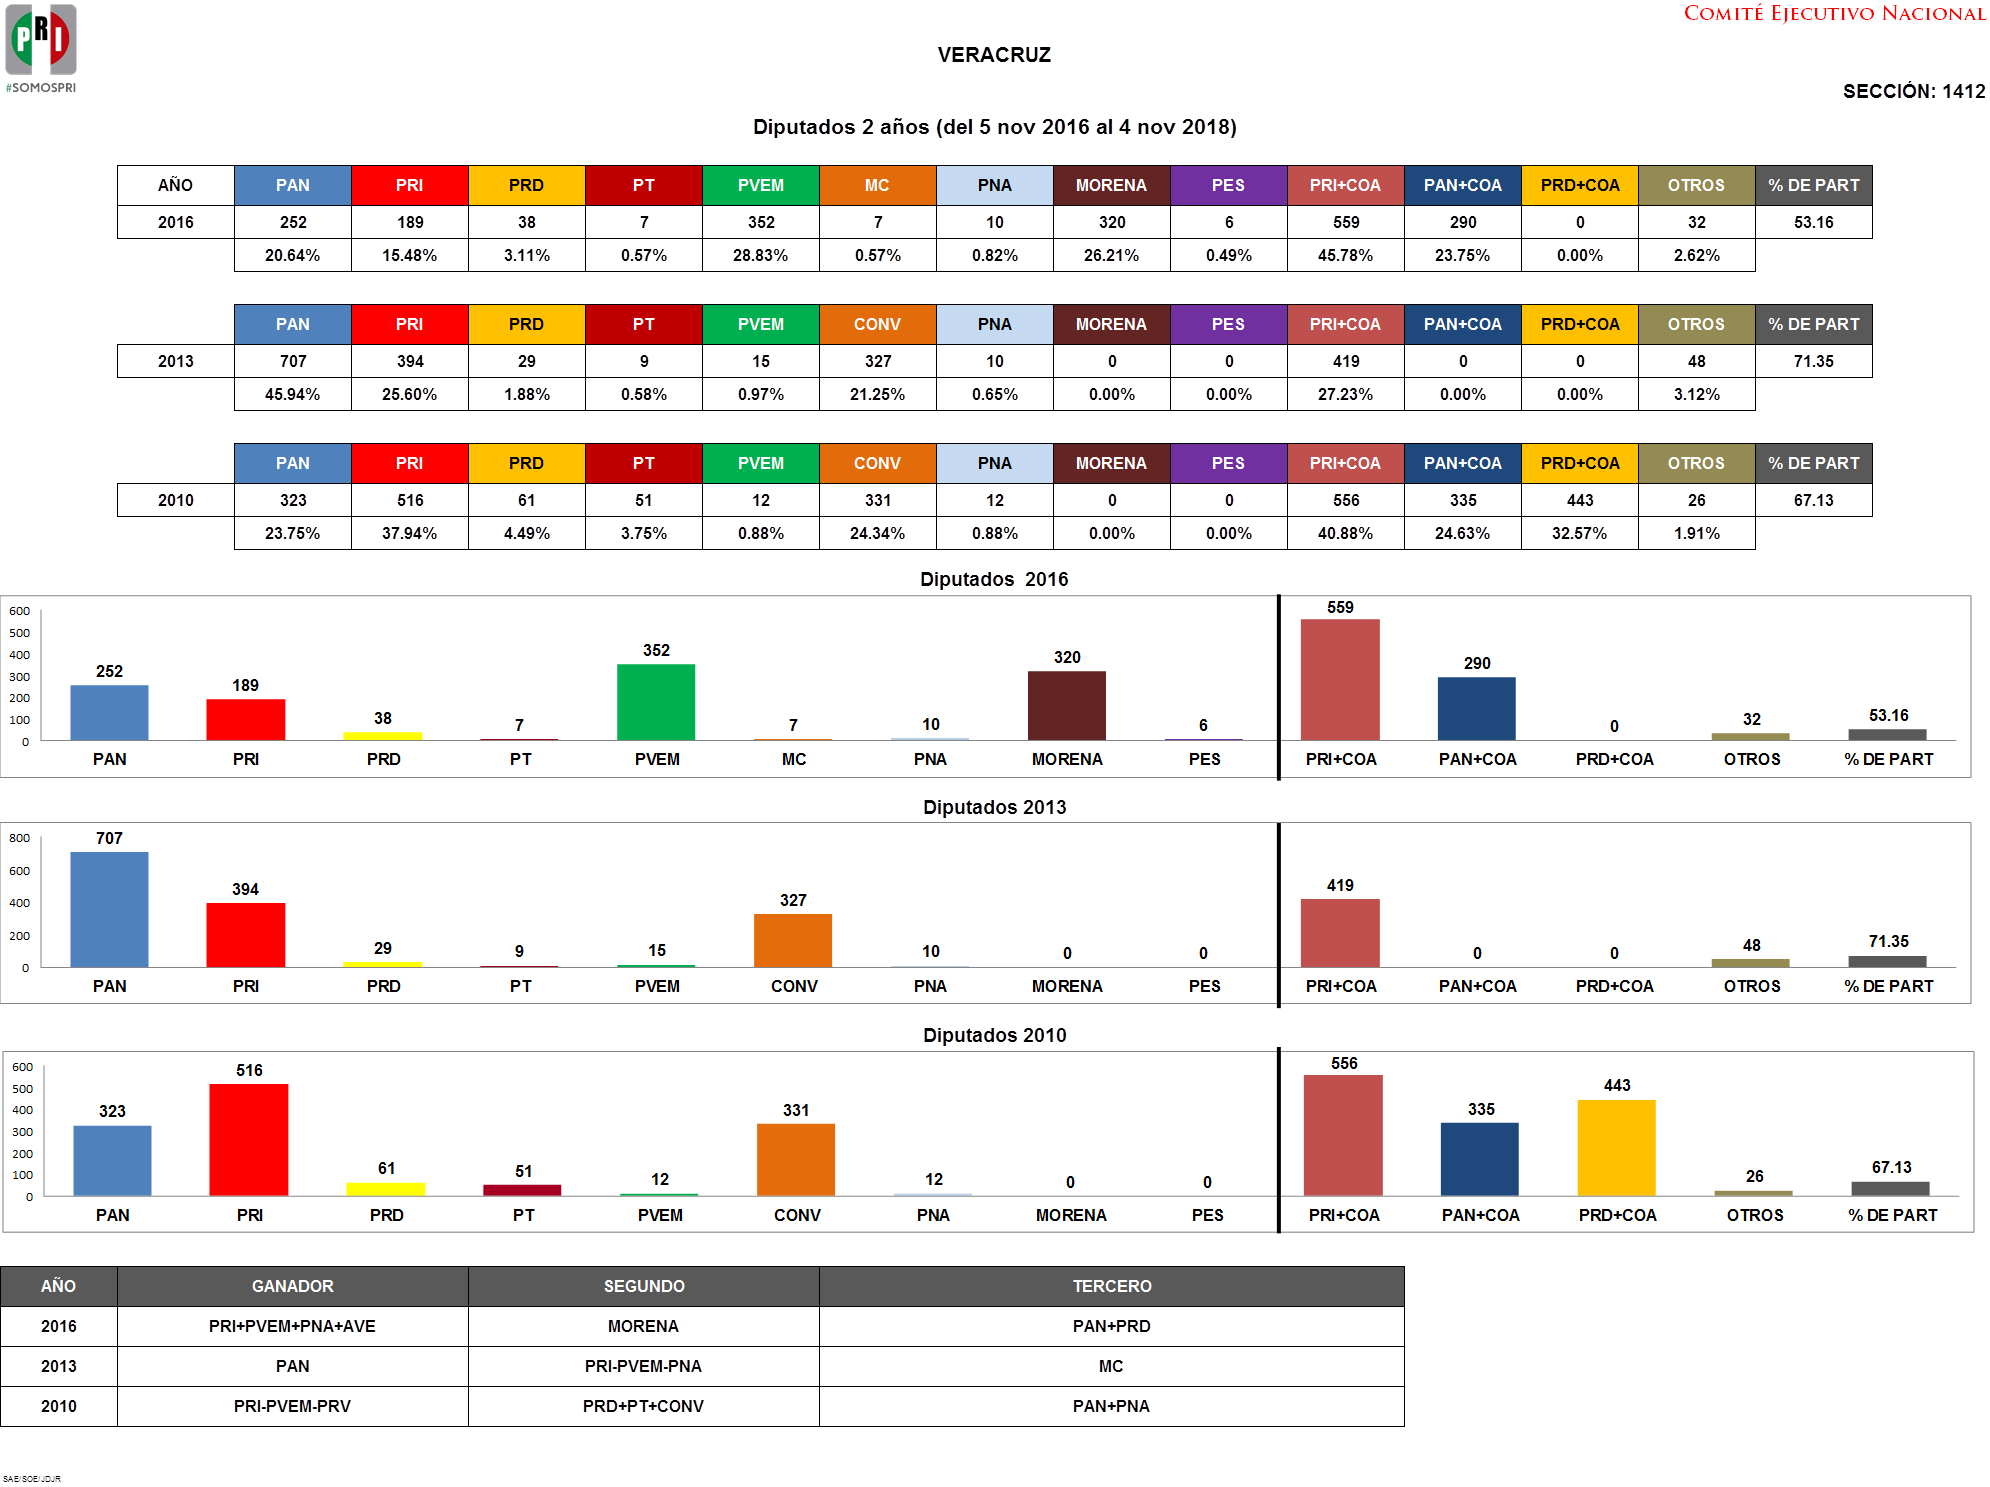 PRI
#SOMOSPRI
COMITÉ EJECUTIVO NACIONAL
VERACRUZ
SECCIÓN: 1412
Diputados 2 años (del 5 nov 2016 al 4 nov 2018)
AÑO PAN PRI PRD PT PVEM MC PNA MORENA PES PRI+COA PAN+COA PRD+COA OTROS % DE PART
2016 252 189 38 7 352 7 10 320 6 559 290 0 32 53.16
20.64% 15.48% 3.11% 0.57% 28.83% 0.57% 0.82% 26.21% 0.49% 45.78% 23.75% 0.00% 2.62%
PAN PRI PRD PT PVEM CONV PNA MORENA PES PRI+COA PAN+COA PRD+COA OTROS % DE PART
2013 707 394 29 9 15 327 10 0 0 419 0 0 48 71.35
45.94% 25.60% 1.88% 0.58% 0.97% 21.25% 0.65% 0.00% 0.00% 27.23% 0.00% 0.00% 3.12%
PAN PRI PRD PT PVEM CONV PNA MORENA PES PRI+COA PAN+COA PRD+COA OTROS % DE PART
2010 323 516 61 51 12 331 12 0 0 556 335 443 26 67.13
23.75% 37.94% 4.49% 3.75% 0.88% 24.34% 0.88% 0.00% 0.00% 40.88% 24.63% 32.57% 1.91%
Diputados 2016
600
500
400
300
200
100
0
252 189 38 7 352 7 10 320 6 559 290 0 32 53.16
PAN PRI PRD PT PVEM MC PNA MORENA PES PRI+COA PAN+COA PRD+COA OTROS % DE PART
Diputados 2013
800
600
400
200
0
707 394 29 9 15 327 10 0 0 419 0 0 48 71.35
PAN PRI PRD PT PVEM CONV PNA MORENA PES PRI+COA PAN+COA PRD+COA OTROS % DE PART
Diputados 2010
600
500
400
300
200
100
0
323 516 61 51 12 331 12 0 0 556 335 443 26 67.13
PAN PRI PRD PT PVEM CONV PNA MORENA PES PRI+COA PAN+COA PRD+COA OTROS % DE PART
AÑO GANADOR SEGUNDO TERCERO
2016 PRI+PVEM+PNA+AVE MORENA PAN+PRD
2013 PAN PRI-PVEM-PNA MC
2010 PRI-PVEM-PRV PRD+PT+CONV PAN+PNA
SAE/SOE/JDJR